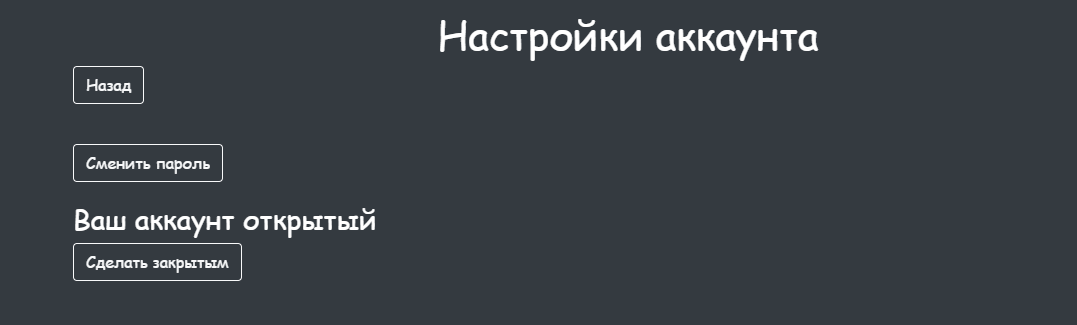 Настройки аккаунта
Назад
Сменить пароль
Ваш аккаунт открытый
Сделать закрытым